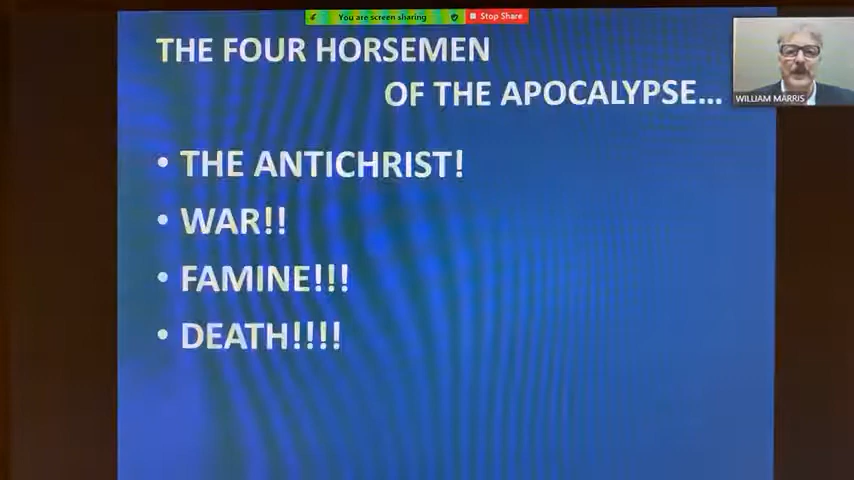 You are screen sharing
Stop Share
THE FOUR HORSEMEN
OF THE APOCALYPSE...
WILLIAM MARRIS
• THE ANTICHRIST!
• WAR!!
• FAMINE!!!
• DEATH!!!!